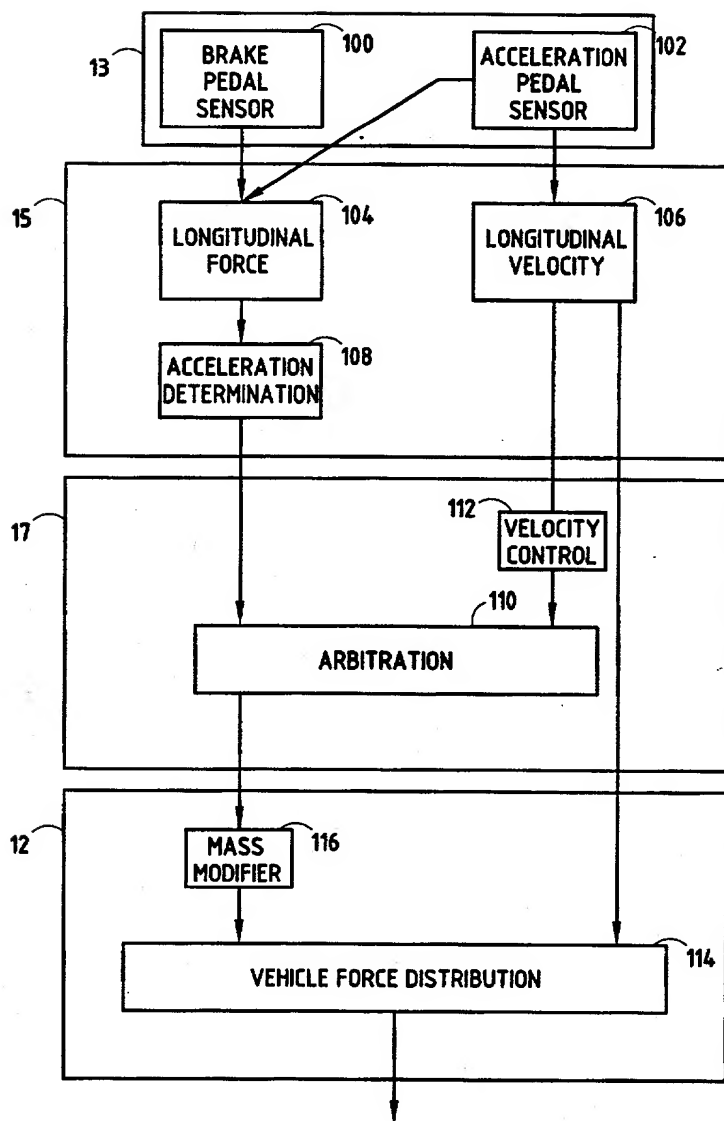 13
BRAKE
PEDAL
SENSOR
100
ACCELERATION
PEDAL
SENSOR
102
15
LONGITUDINAL
FORCE
104
LONGITUDINAL
VELOCITY
106
ACCELERATION
DETERMINATION
108
17
112
VELOCITY
CONTROL
110
ARBITRATION
12
MASS
MODIFIER
116
114
VEHICLE FORCE DISTRIBUTION